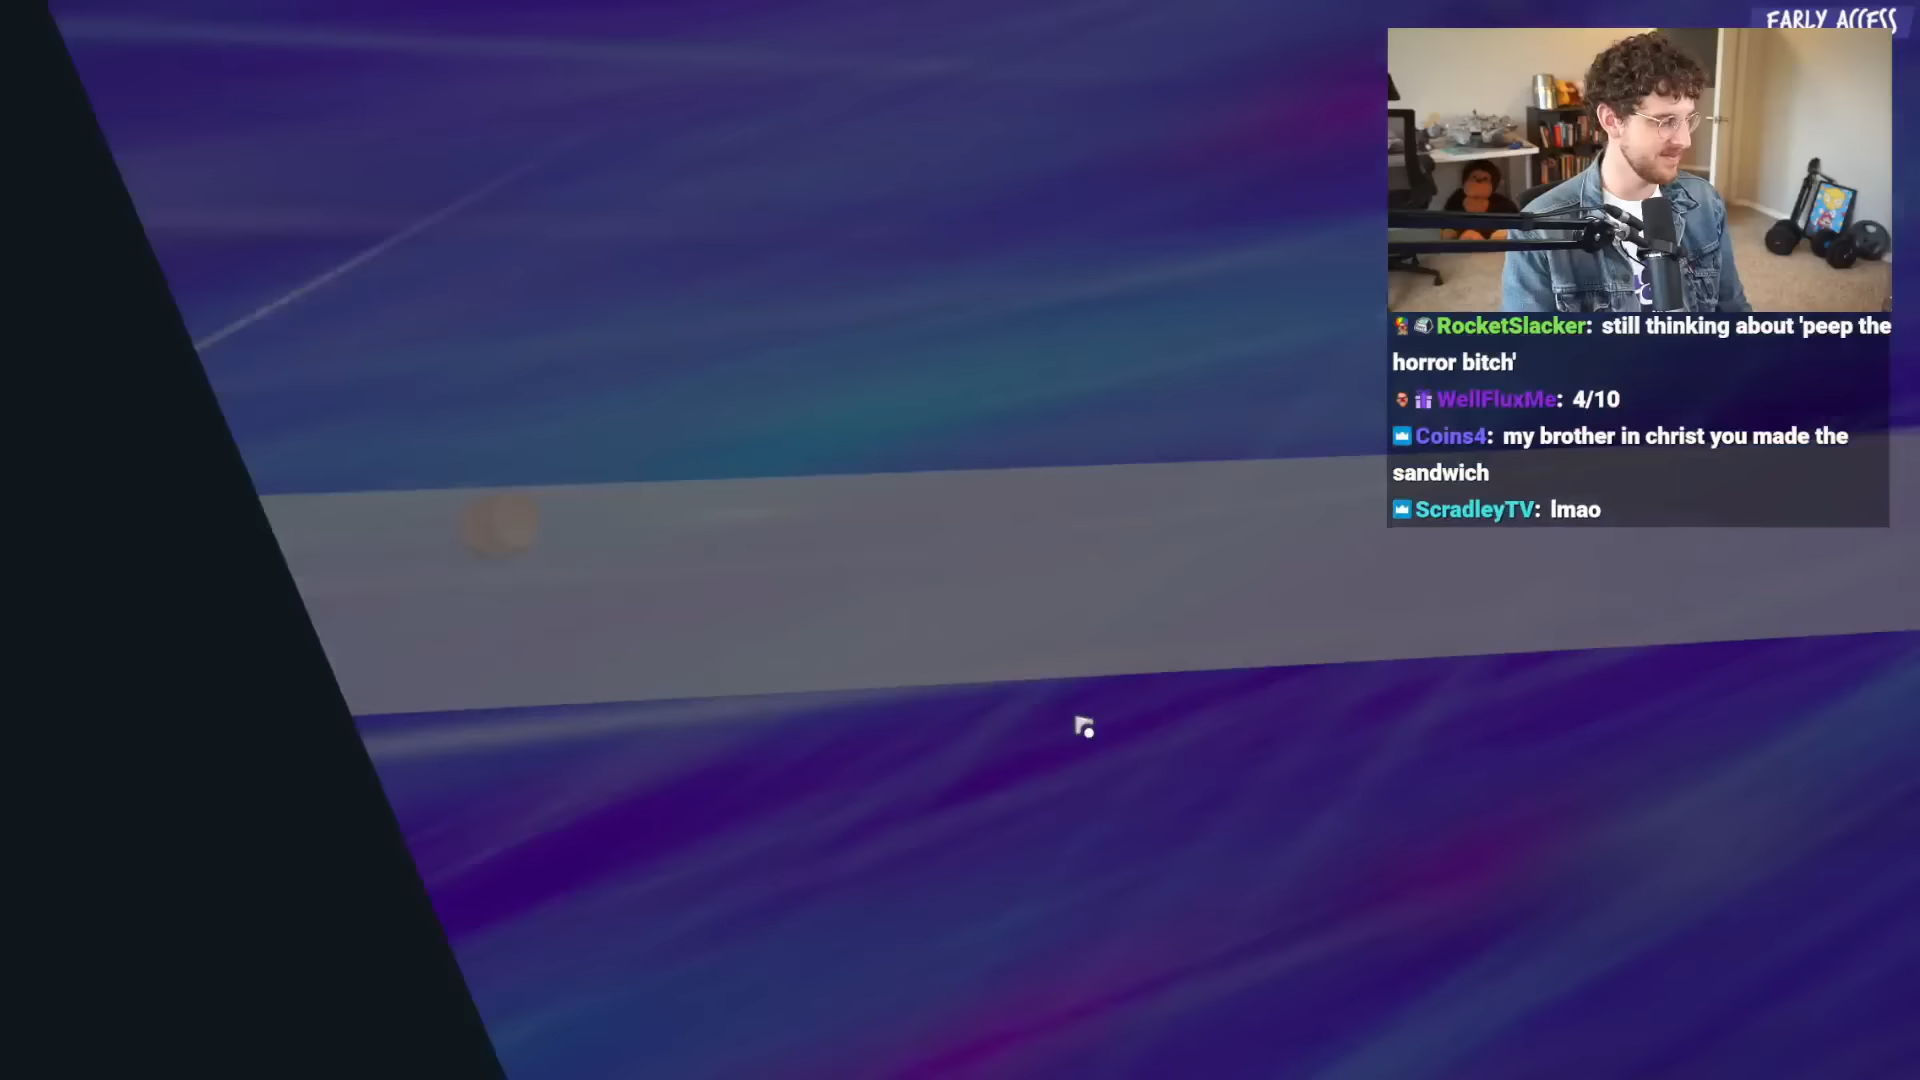 EARLY ACCESS
RocketSlacker: still thinking about 'peep the
horror bitch'
WellFluxMe: 4/10
Coins4: my brother in christ you made the
sandwich
ScradleyTV: lmao